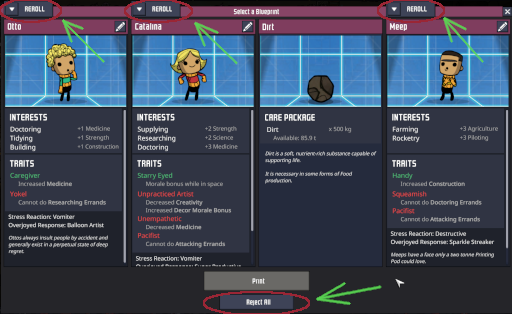 REROLL
REROLL
Select a Blueprint
REROLL
Otto
Catalina
Dirt
Meep
INTERESTS
Doctoring +1 Medicine
Tidying +1 Strength
Building +1 Construction
TRAITS
Caregiver
Increased Medicine
Yokel
Cannot do Researching Errands
Stress Reaction: Vomiter
Overjoyed Response: Balloon Artist
Ottos always insult people by accident and
generally exist in a perpetual state of deep
regret.
INTERESTS
Supplying +2 Strength
Researching +2 Science
Doctoring +3 Medicine
TRAITS
Starry Eyed
Morale bonus while in space
Unpracticed Artist
Decreased Creativity
Increased Decor Morale Bonus
Unempathetic
Decreased Medicine
Pacifist
Cannot do Attacking Errands
Stress Reaction: Vomiter
CARE PACKAGE
Dirt x 500 kg
Available: 85.9 t
Dirt is a soft, nutrient-rich substance capable of
supporting life.
It is necessary in some forms of Food
production.
INTERESTS
Farming +3 Agriculture
Rocketry +3 Piloting
TRAITS
Handy
Increased Construction
Squeamish
Cannot do Doctoring Errands
Pacifist
Cannot do Attacking Errands
Stress Reaction: Destructive
Overjoyed Response: Sparkle Streaker
Meeps have a face only a two tonne Printing
Pod could love.
Print
Reject All